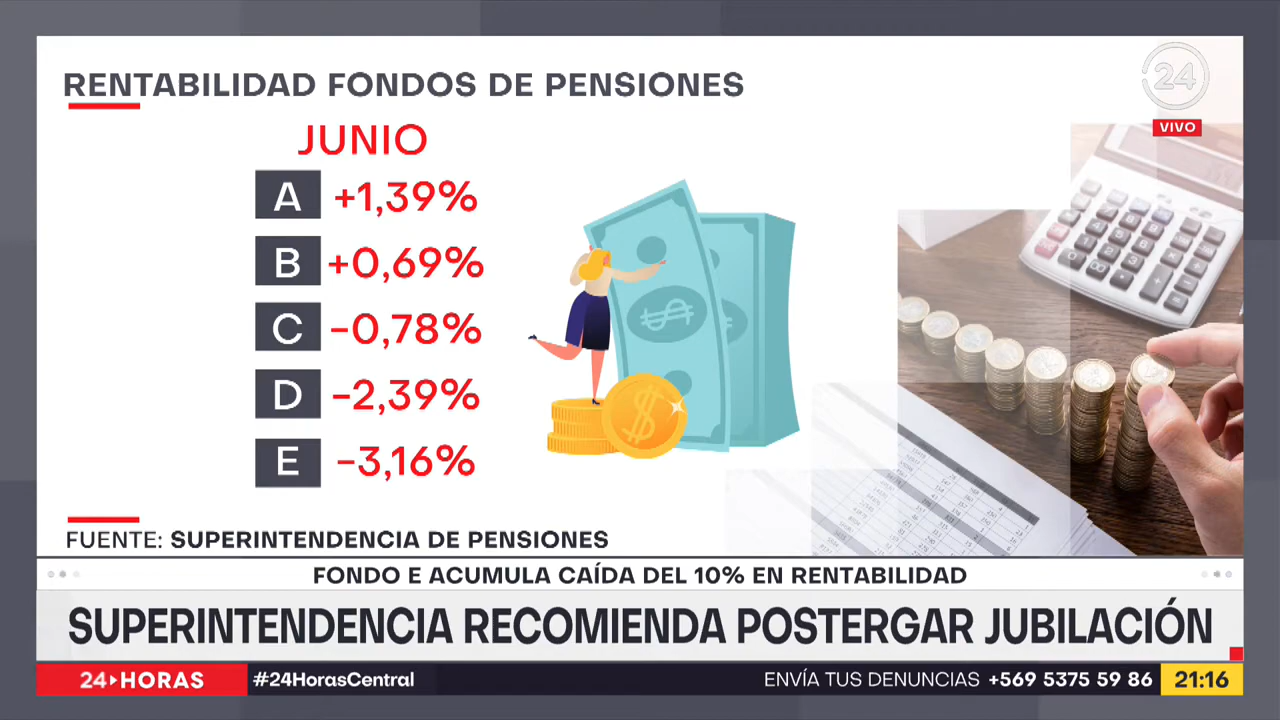 RENTABILIDAD FONDOS DE PENSIONES
24
VIVO
JUNIO
A +1,39%
B +0,69%
C -0,78%
D -2,39%
E -3,16%
FUENTE: SUPERINTENDENCIA DE PENSIONES
FONDO E ACUMULA CAÍDA DEL 10% EN RENTABILIDAD
SUPERINTENDENCIA RECOMIENDA POSTERGAR JUBILACIÓN
24 HORAS #24HorasCentral ENVÍA TUS DENUNCIAS +569 5375 59 86 21:16